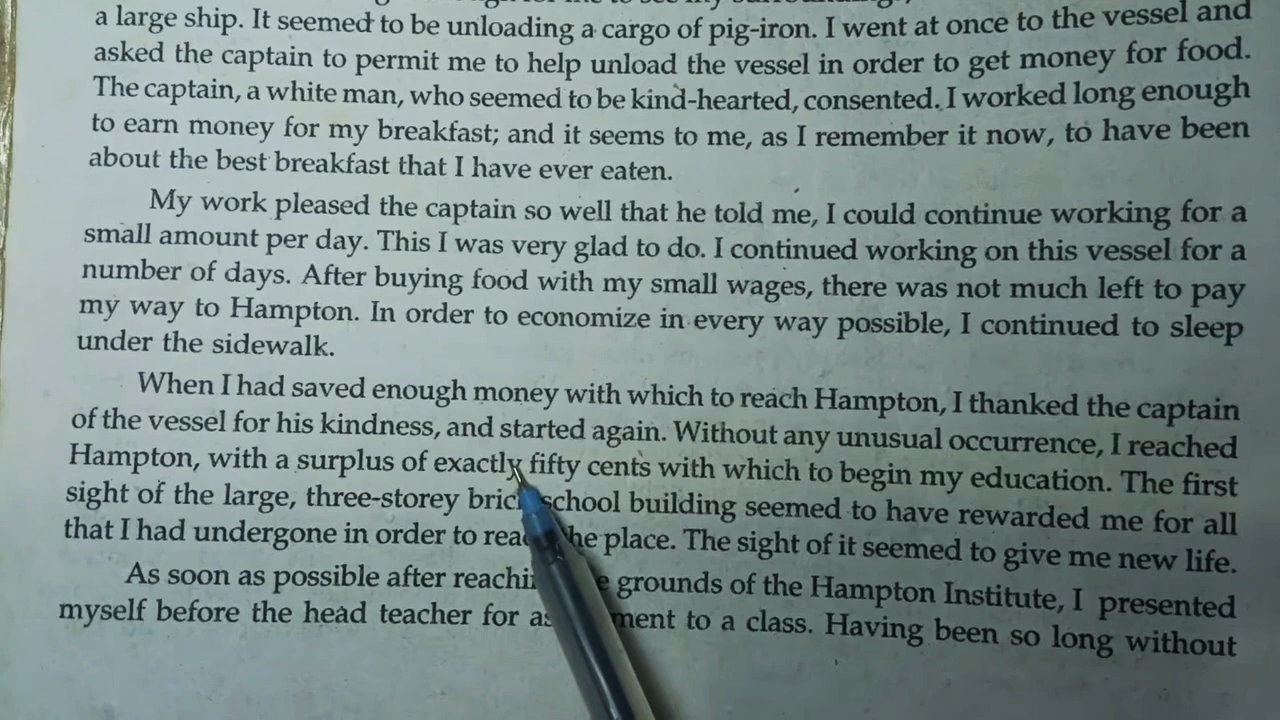 a large ship. It seemed to be unloading a cargo of pig-iron. I went at once to the vessel and
asked the captain to permit me to help unload the vessel in order to get money for food.
The captain, a white man, who seemed to be kind-hearted, consented. I worked long enough
to earn money for my breakfast; and it seems to me, as I remember it now, to have been
about the best breakfast that I have ever eaten.
My work pleased the captain so well that he told me, I could continue working for a
small amount per day. This I was very glad to do. I continued working on this vessel for a
number of days. After buying food with my small wages, there was not much left to pay
my way to Hampton. In order to economize in every way possible, I continued to sleep
under the sidewalk.
When I had saved enough money with which to reach Hampton, I thanked the captain
of the vessel for his kindness, and started again. Without any unusual occurrence, I reached
Hampton, with a surplus of exactly fifty cents with which to begin my education. The first
sight of the large, three-storey school building seemed to have rewarded me for all
that I had undergone in order to place. The sight of it seemed to give me new life.
As soon as possible after grounds of the Hampton Institute, I presented
myself before the head teacher for to a class. Having been so long without